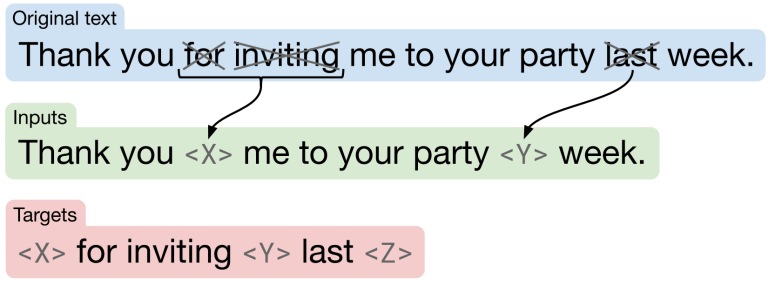 Original text
Thank you for inviting me to your party last week.
Inputs
Thank you <X> me to your party <Y> week.
Targets
<X> for inviting <Y> last <Z>